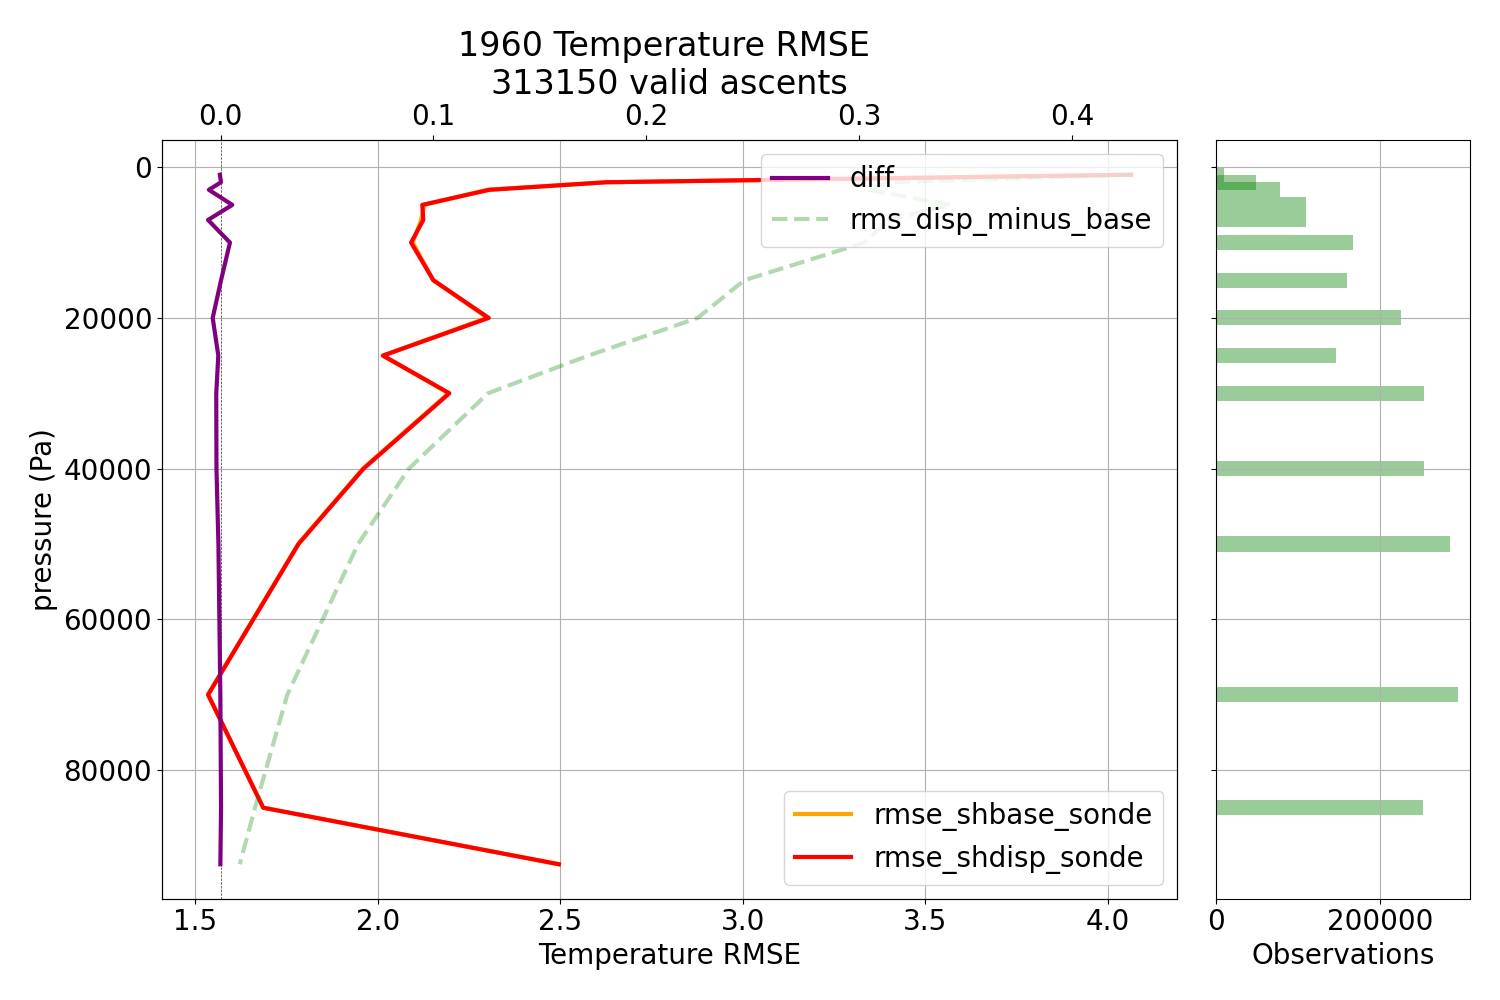 1960 Temperature RMSE
313150 valid ascents
0.0 0.1 0.2 0.3 0.4
diff
rms_disp_minus_base
0
20000
40000
60000
80000
pressure (Pa)
rmse_shbase_sonde
rmse_shdisp_sonde
1.5 2.0 2.5 3.0 3.5 4.0
Temperature RMSE
0 200000
Observations